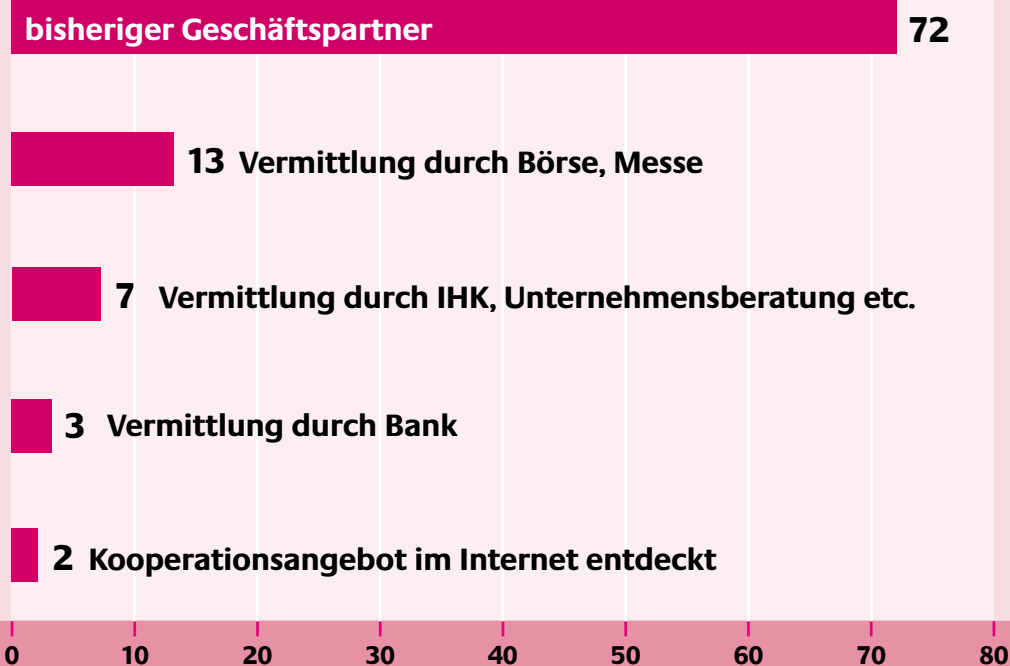 bisheriger Geschäftspartner 72
13 Vermittlung durch Börse, Messe
7 Vermittlung durch IHK, Unternehmensberatung etc.
3 Vermittlung durch Bank
2 Kooperationsangebot im Internet entdeckt
0 10 20 30 40 50 60 70 80